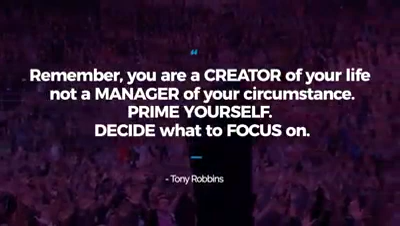 “
Remember, you are a CREATOR of your life
not a MANAGER of your circumstance.
PRIME YOURSELF.
DECIDE what to FOCUS on.
- Tony Robbins